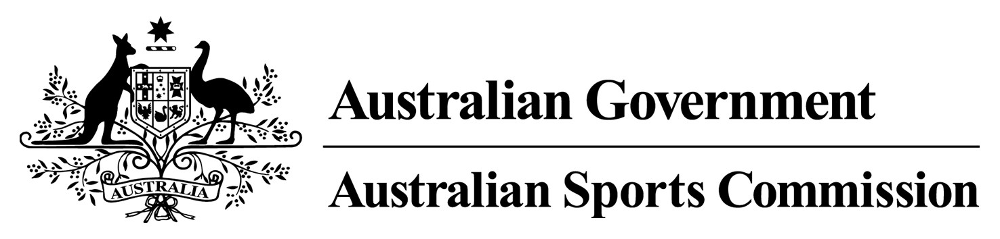 AUSTRALIA
Australian Government
Australian Sports Commission